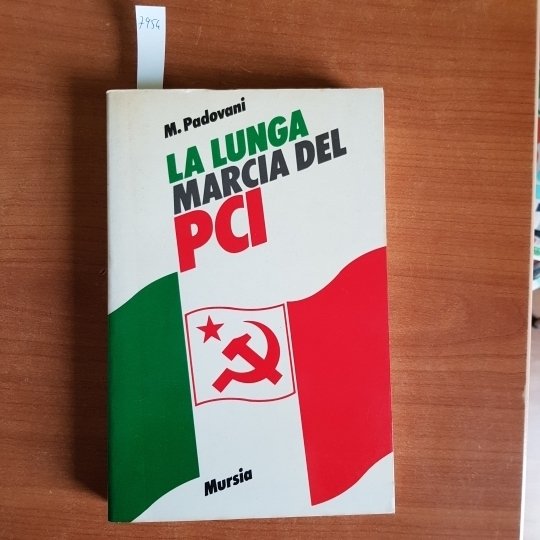 7954
M. Padovani
LA LUNGA
MARCIA DEL
PCI
Mursia